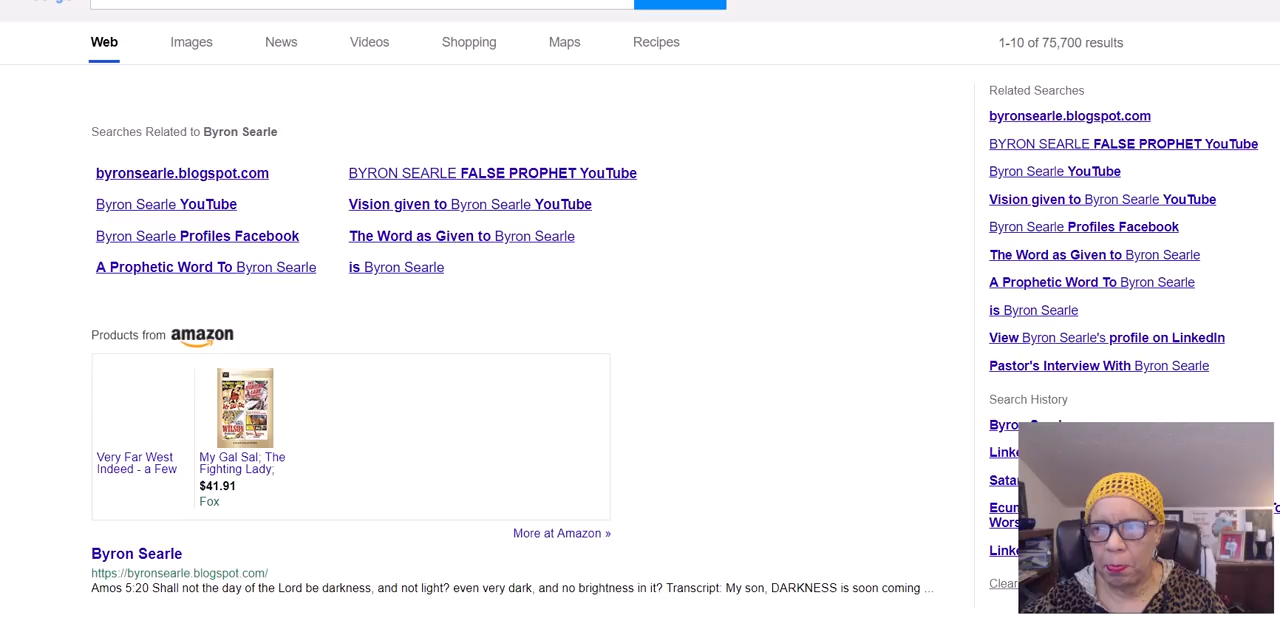 Web Images News Videos Shopping Maps Recipes 1-10 of 75,700 results
Searches Related to Byron Searle
byronsearle.blogspot.com BYRON SEARLE FALSE PROPHET YouTube
Byron Searle YouTube Vision given to Byron Searle YouTube
Byron Searle Profiles Facebook The Word as Given to Byron Searle
A Prophetic Word To Byron Searle is Byron Searle
Products from amazon
Very Far West
Indeed - a Few
My Gal Sal; The
Fighting Lady;
$41.91
Fox
More at Amazon »
Byron Searle
https://byronsearle.blogspot.com/
Amos 5:20 Shall not the day of the Lord be darkness, and not light? even very dark, and no brightness in it? Transcript: My son, DARKNESS is soon coming ...
Related Searches
byronsearle.blogspot.com
BYRON SEARLE FALSE PROPHET YouTube
Byron Searle YouTube
Vision given to Byron Searle YouTube
Byron Searle Profiles Facebook
The Word as Given to Byron Searle
A Prophetic Word To Byron Searle
is Byron Searle
View Byron Searle's profile on LinkedIn
Pastor's Interview With Byron Searle
Search History